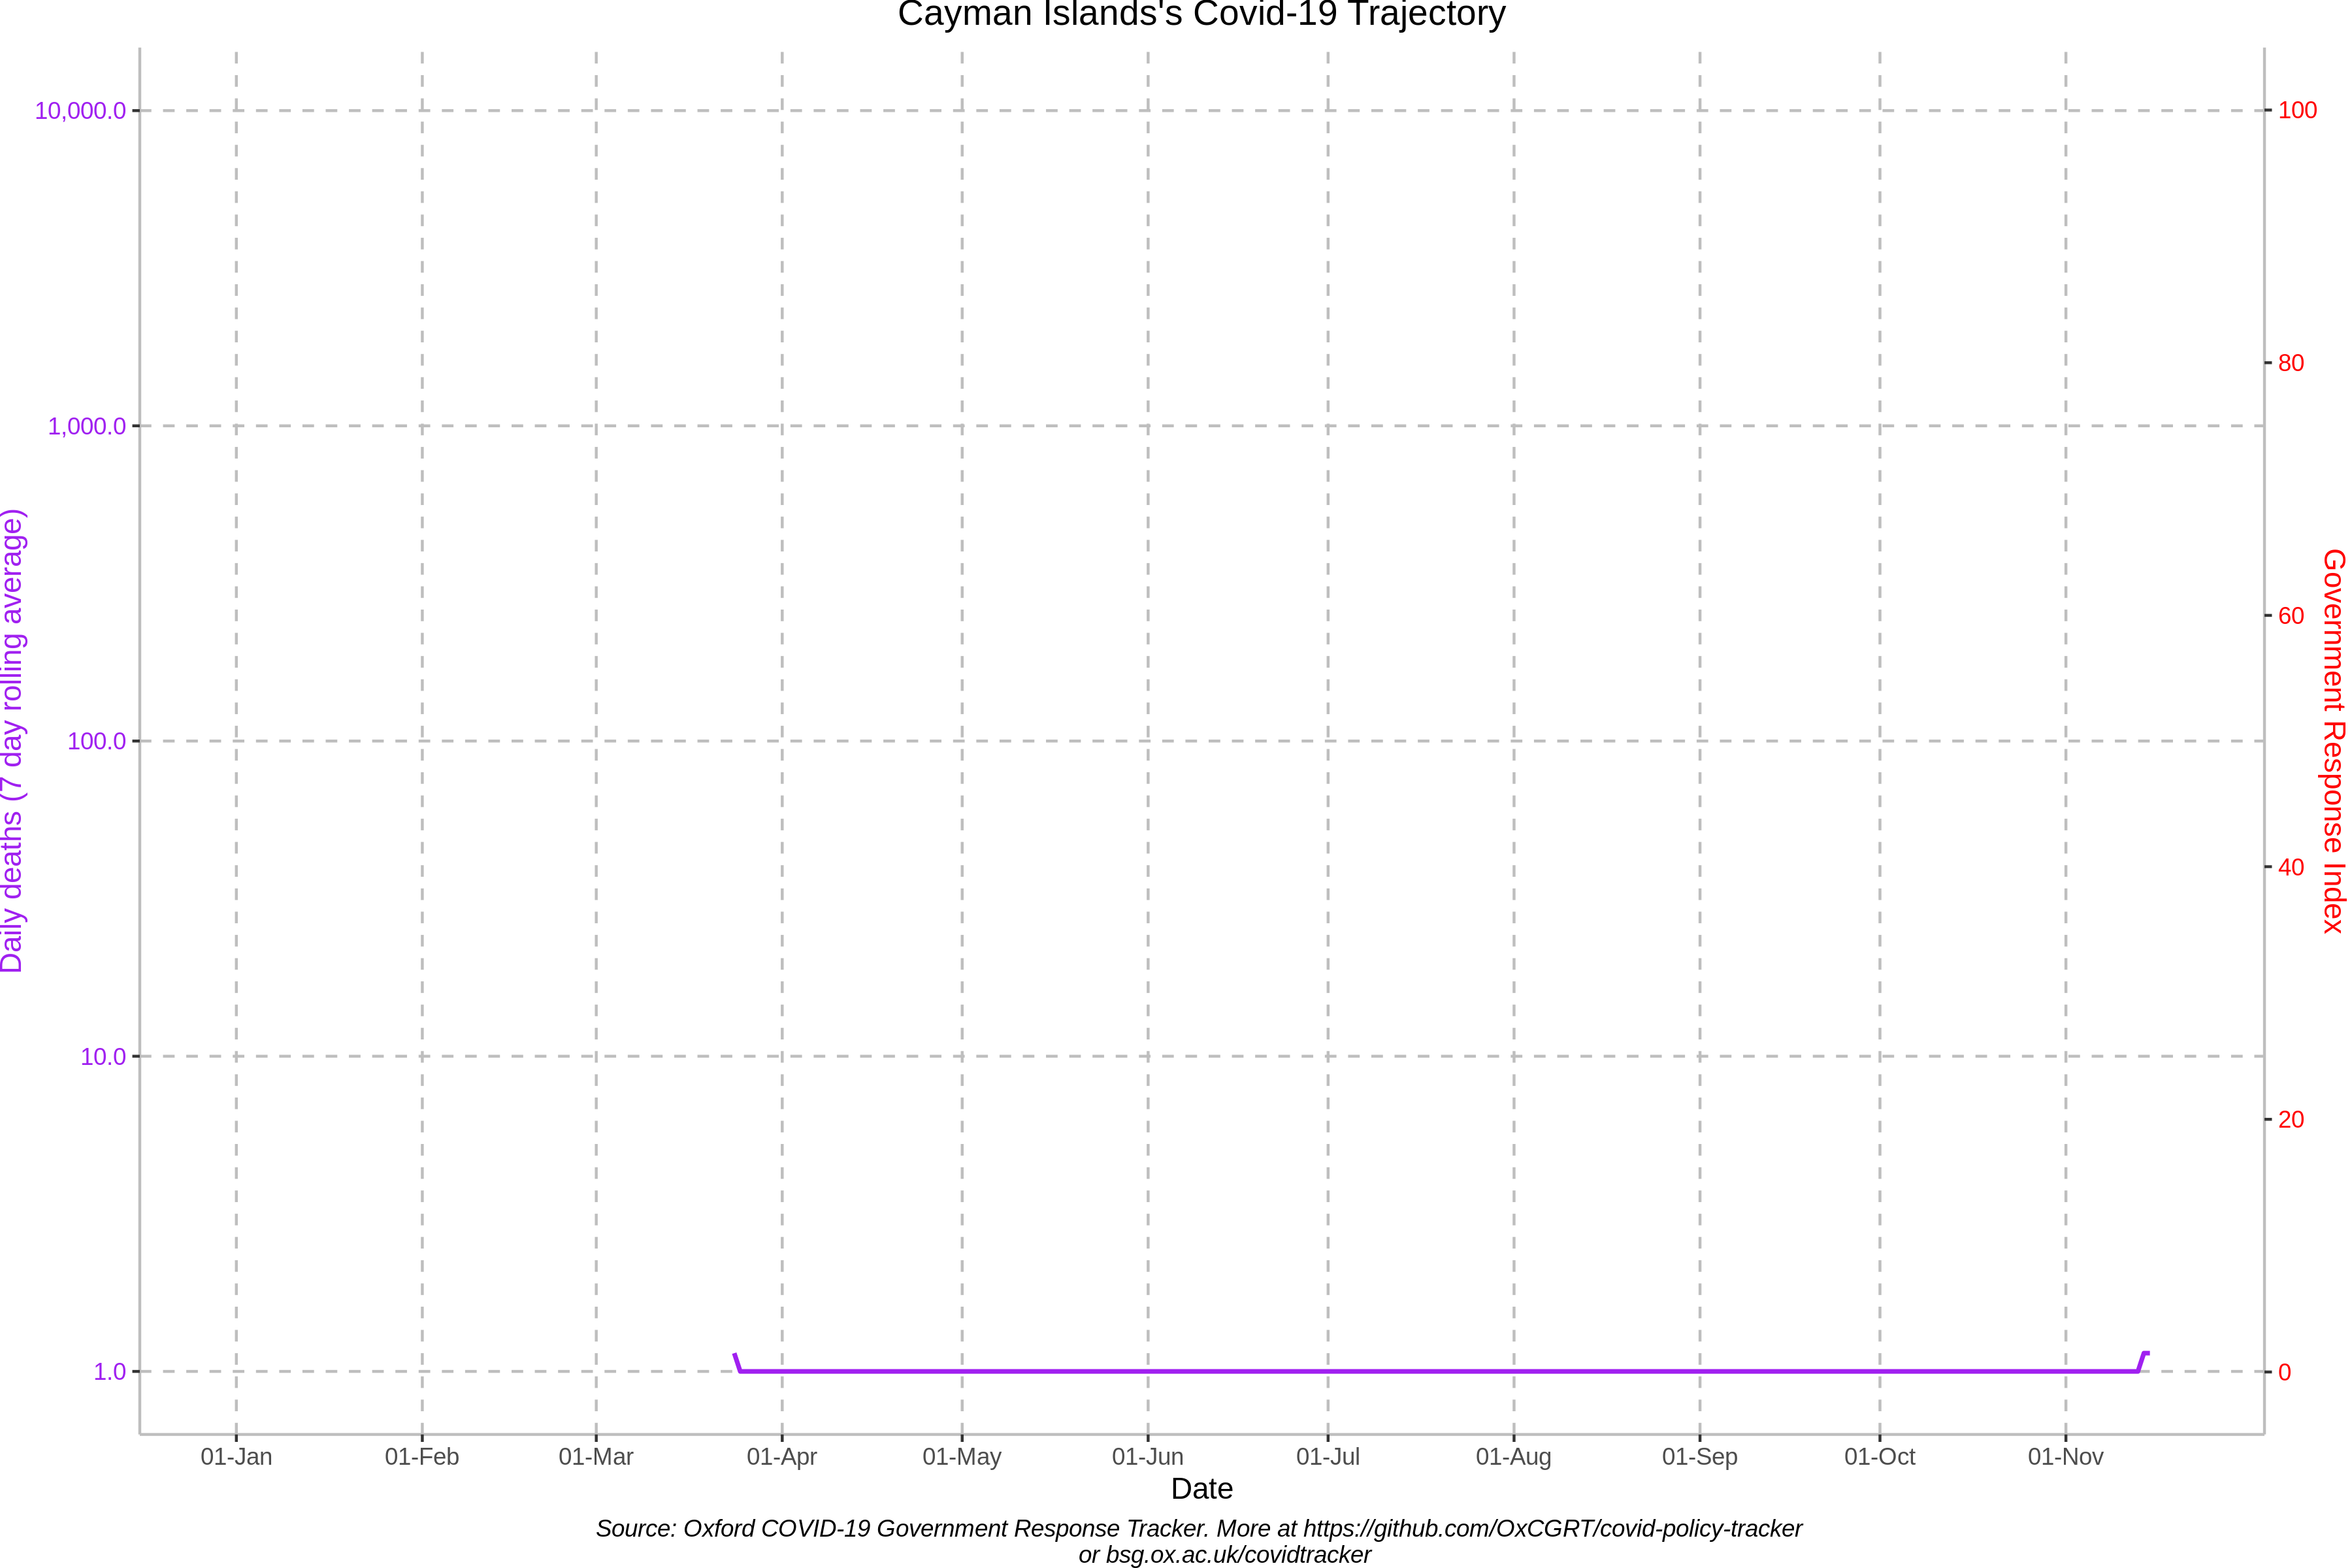 Cayman Islands's Covid-19 Trajectory
10,000.0
1,000.0
100.0
10.0
1.0
Daily deaths (7 day rolling average)
100
80
60
40
20
0
Government Response Index
01-Jan
01-Feb
01-Mar
01-Apr
01-May
01-Jun
01-Jul
01-Aug
01-Sep
01-Oct
01-Nov
Date
Source: Oxford COVID-19 Government Response Tracker. More at https://github.com/OxCGRT/covid-policy-tracker
or bsg.ox.ac.uk/covidtracker